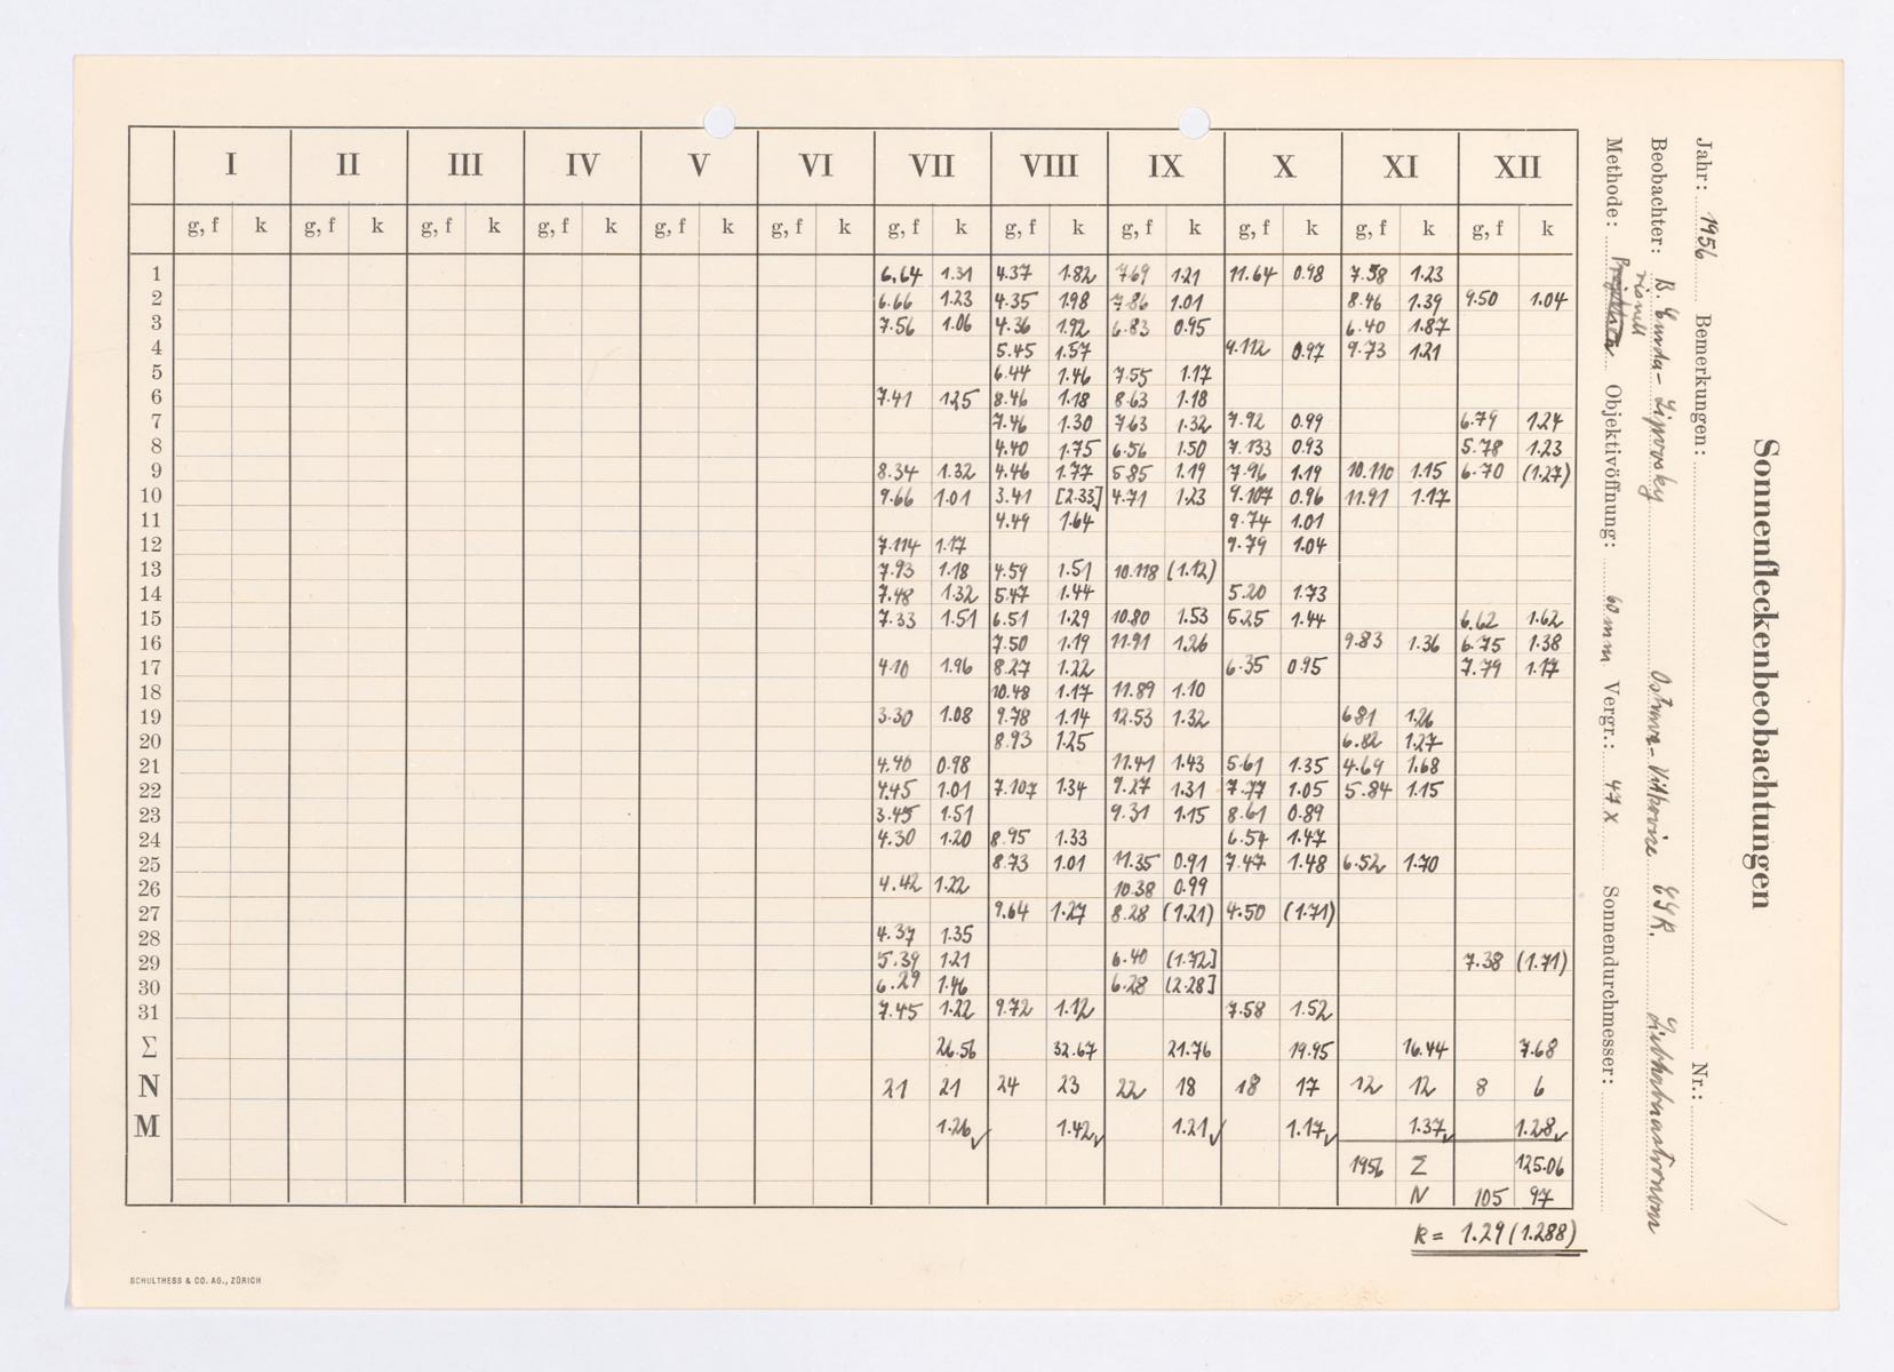 Sonnenfleckenbeobachtungen
Jahr: 1956 Bemerkungen: Nr.:
Beobachter: B. ČSR.
Methode: visuell Objektivöffnung: 60 mm Vergr.: 47 x Sonnendurchmesser:
I II III IV V VI VII VIII IX X XI XII
g, f k g, f k g, f k g, f k g, f k g, f k g, f k g, f k g, f k g, f k g, f k g, f k
1 6.64 1.31 4.37 1.82 7.69 1.21 11.64 0.98 7.58 1.23
2 6.66 1.23 4.35 1.98 7.86 1.01 8.46 1.39 9.50 1.04
3 7.56 1.06 4.36 1.92 6.83 0.95 6.40 1.87
4 5.45 1.57 9.112 0.97 9.73 1.21
5 6.44 1.46 7.55 1.17
6 7.41 1.25 8.46 1.18 8.63 1.18
7 7.46 1.30 7.63 1.32 7.92 0.99 6.79 1.24
8 4.40 1.75 6.56 1.50 7.133 0.93 5.78 1.23
9 8.34 1.32 4.46 1.77 5.85 1.19 7.96 1.19 10.110 1.15 6.70 (1.27)
10 9.66 1.01 3.41 [2.33] 4.71 1.23 9.107 0.96 11.91 1.17
11 4.49 1.64 9.74 1.01
12 7.114 1.17 9.79 1.04
13 7.93 1.18 4.59 1.51 10.118 (1.12)
14 7.48 1.32 5.47 1.44 5.20 1.73
15 7.33 1.51 6.51 1.29 10.80 1.53 5.25 1.44 6.62 1.62
16 7.50 1.19 11.91 1.26 9.83 1.36 6.75 1.38
17 4.10 1.96 8.27 1.22 6.35 0.95 7.79 1.17
18 10.48 1.17 11.89 1.10
19 3.30 1.08 9.78 1.14 12.53 1.32 6.81 1.26
20 8.93 1.25 6.82 1.27
21 4.40 0.98 11.41 1.43 5.61 1.35 4.69 1.68
22 4.45 1.01 7.107 1.34 9.27 1.31 7.77 1.05 5.84 1.15
23 3.45 1.51 9.31 1.15 8.61 0.89
24 4.30 1.20 8.95 1.33 6.54 1.47
25 8.73 1.01 11.35 0.91 7.47 1.48 6.52 1.70
26 4.42 1.22 10.38 0.99
27 9.64 1.27 8.28 (1.21) 4.50 (1.71)
28 4.37 1.35
29 5.39 1.21 6.40 (1.72] 7.38 (1.71)
30 6.29 1.46 6.28 [2.28]
31 7.45 1.22 9.72 1.12 7.58 1.52
Σ 26.56 32.67 21.76 19.95 16.44 7.68
N 21 21 24 23 22 18 18 17 12 12 8 6
M 1.26✓ 1.42✓ 1.21✓ 1.17✓ 1.37✓ 1.28✓
1956 Σ 125.06
N 105 97
k = 1.29 (1.288)
SCHULTHESS & CO. AG., ZÜRICH